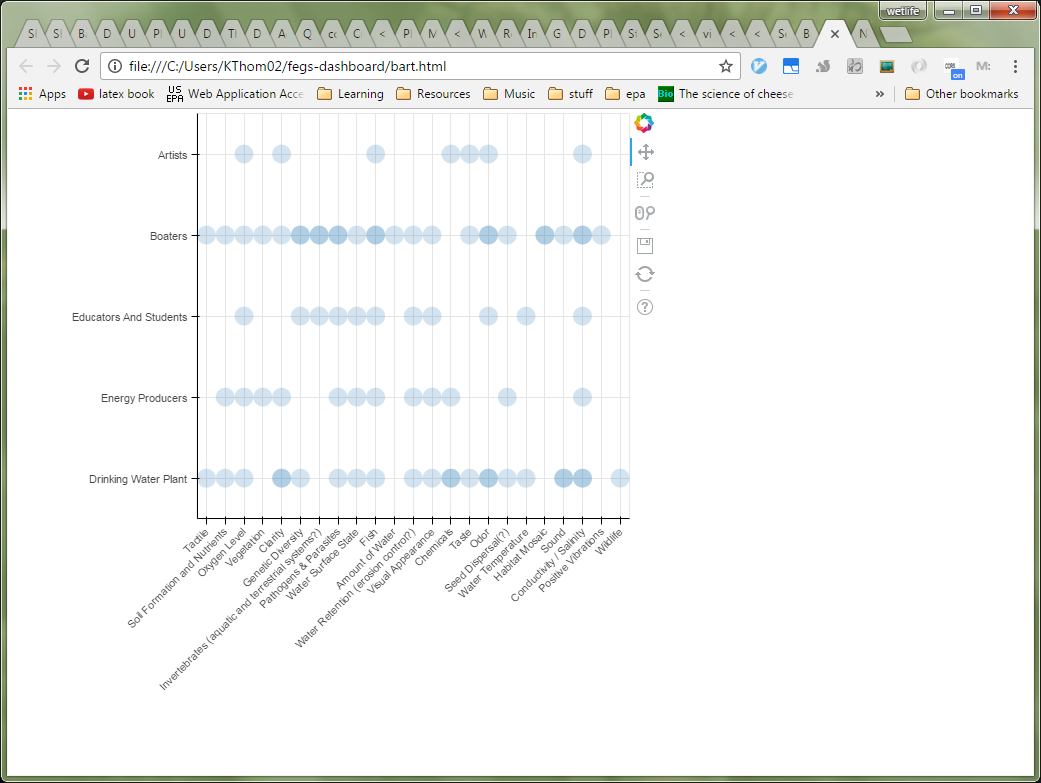 wetlife
file:///C:/Users/KThom02/fegs-dashboard/bart.html
Apps
latex book
US EPA
Web Application Acce
Learning
Resources
Music
stuff
epa
Bio
The science of cheese
»
Other bookmarks
on
M:
Artists
Boaters
Educators And Students
Energy Producers
Drinking Water Plant
Tactile
Soil Formation and Nutrients
Oxygen Level
Vegetation
Clarity
Genetic Diversity
Invertebrates (aquatic and terrestrial systems?)
Pathogens & Parasites
Water Surface State
Fish
Amount of Water
Water Retention (erosion control?)
Visual Appearance
Chemicals
Taste
Odor
Seed Dispersal(?)
Water Temperature
Habitat Mosaic
Sound
Conductivity / Salinity
Positive Vibrations
Wildlife